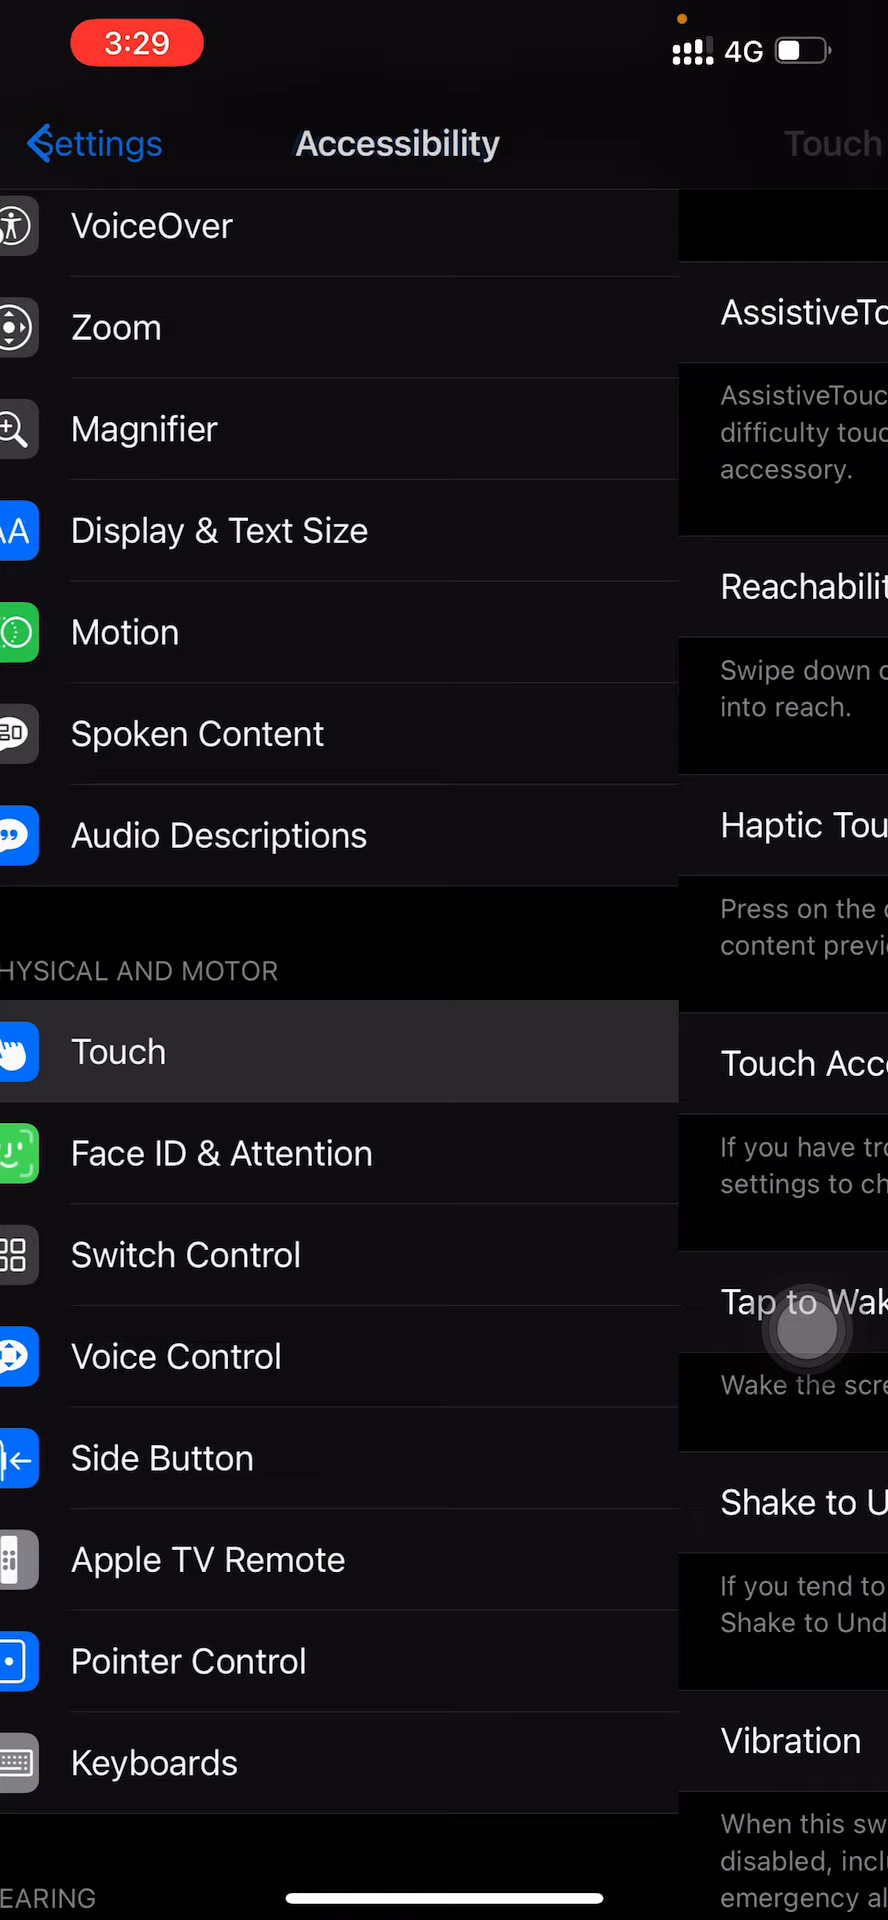 3:29
4G
Settings
Accessibility
Touch
VoiceOver
Zoom
Magnifier
AA
Display & Text Size
Motion
Spoken Content
Audio Descriptions
HYSICAL AND MOTOR
Touch
Face ID & Attention
Switch Control
Voice Control
Side Button
Apple TV Remote
Pointer Control
Keyboards
EARING
AssistiveTo
AssistiveTouc
difficulty touc
accessory.
Reachabilit
Swipe down o
into reach.
Haptic Tou
Press on the
content previ
Touch Acc
If you have tro
settings to ch
Tap to Wak
Wake the scre
Shake to U
If you tend to
Shake to Und
Vibration
When this sw
disabled, incl
emergency al